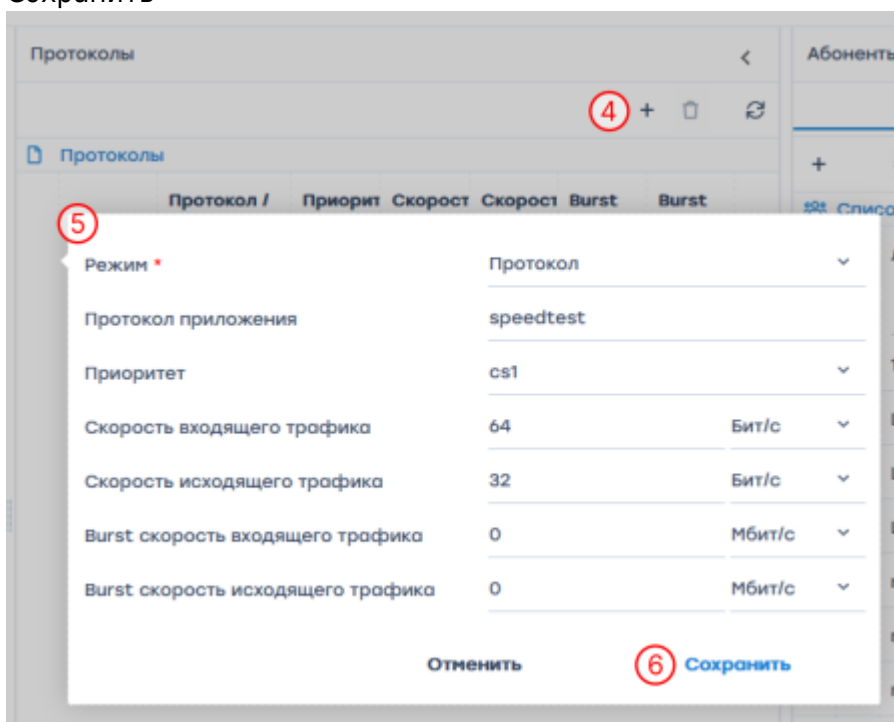 Сохранить
Протоколы
Абоненты
4
Протоколы
Протокол / Приорит Скорост Скорост Burst Burst
5
Режим * Протокол
Протокол приложения speedtest
Приоритет cs1
Скорость входящего трафика 64 Бит/с
Скорость исходящего трафика 32 Бит/с
Burst скорость входящего трафика 0 Мбит/с
Burst скорость исходящего трафика 0 Мбит/с
Отменить 6 Сохранить